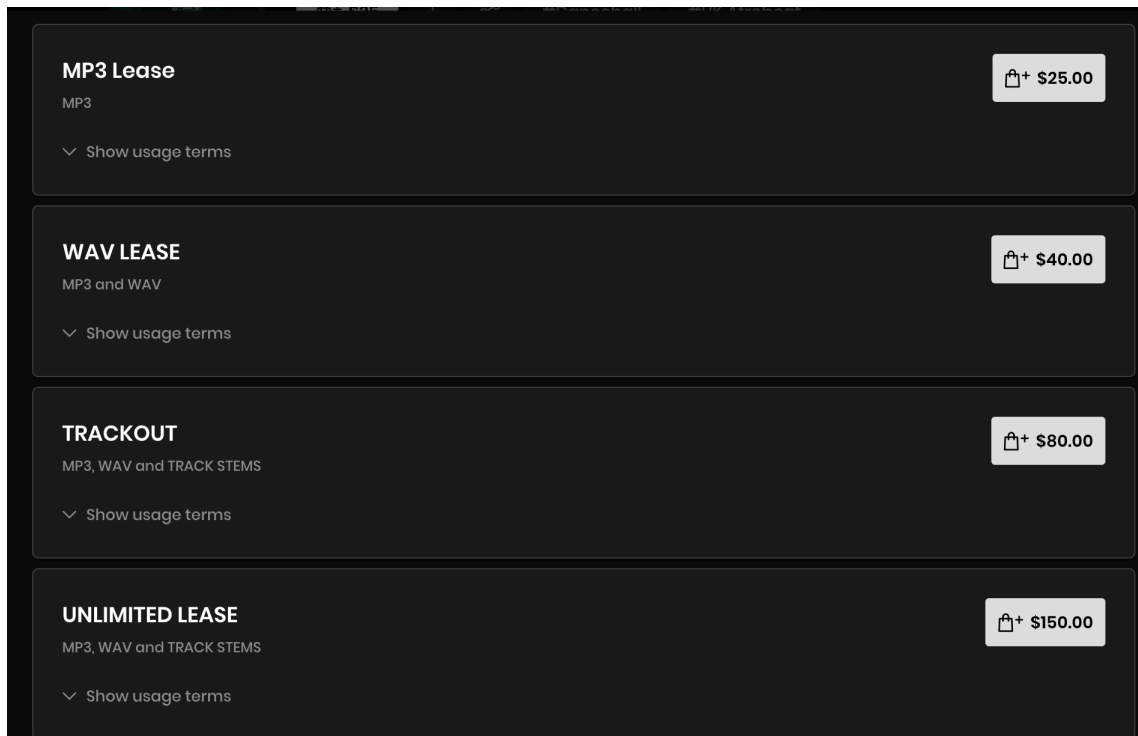 MP3 Lease
$25.00
MP3
Show usage terms
WAV LEASE
$40.00
MP3 and WAV
Show usage terms
TRACKOUT
$80.00
MP3, WAV and TRACK STEMS
Show usage terms
UNLIMITED LEASE
$150.00
MP3, WAV and TRACK STEMS
Show usage terms